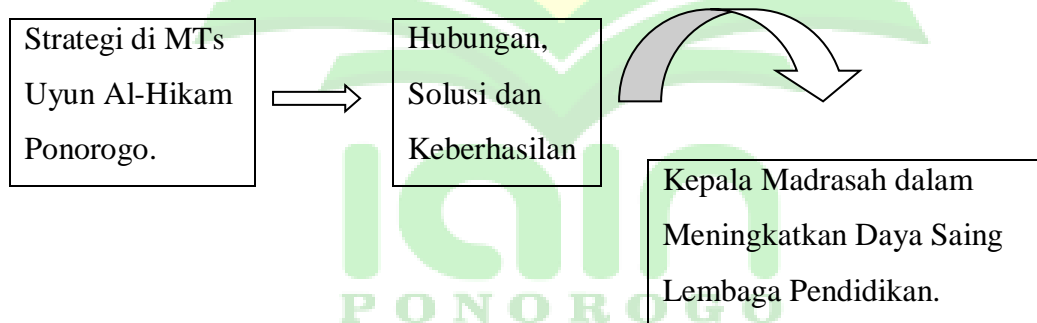 Strategi di MTs
Uyun Al-Hikam
Ponorogo.
Hubungan,
Solusi dan
Keberhasilan
Kepala Madrasah dalam
Meningkatkan Daya Saing
Lembaga Pendidikan.
iain
PONOROGO